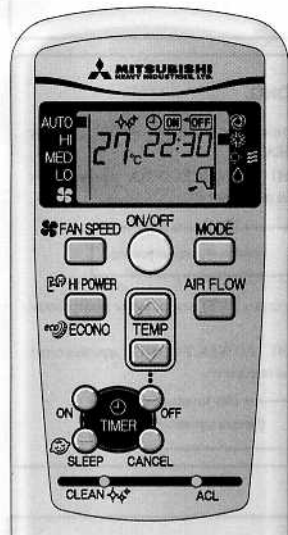 MITSUBISHI
HEAVY INDUSTRIES, LTD.
AUTO ON OFF
HI 27°C 22:30
MED
LO
FAN SPEED ON/OFF MODE
HI POWER AIR FLOW
ECONO TEMP
ON OFF
TIMER
SLEEP CANCEL
CLEAN ACL